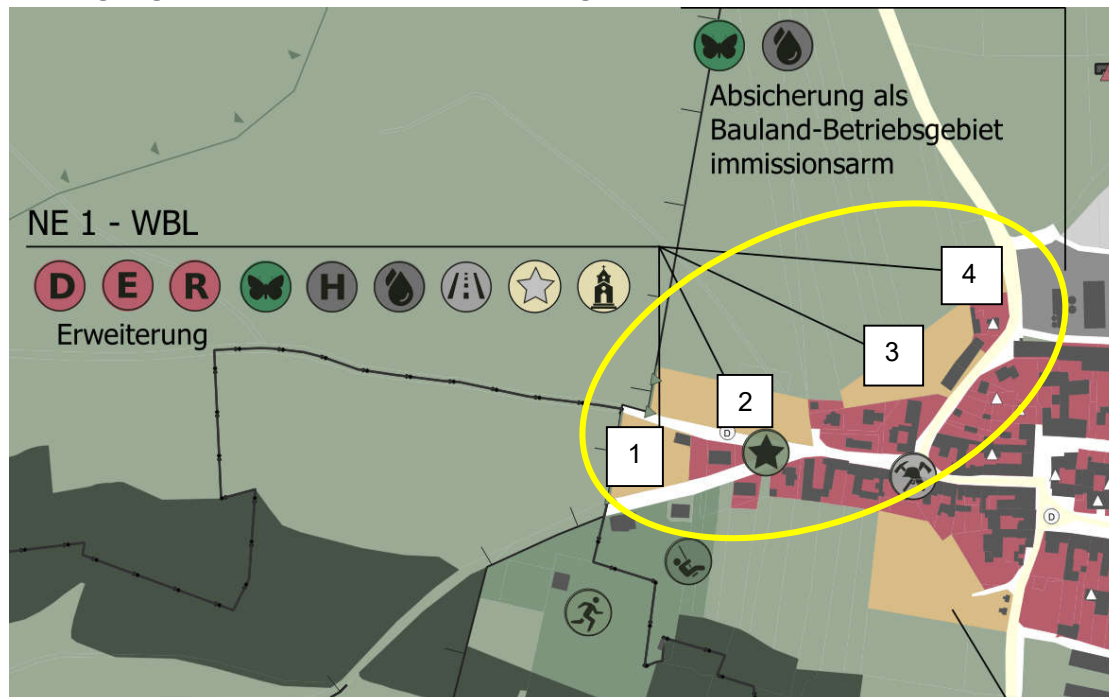 Absicherung als
Bauland-Betriebsgebiet
immissionsarm
NE 1 - WBL
D E R H
Erweiterung
4
3
2
1
D
D